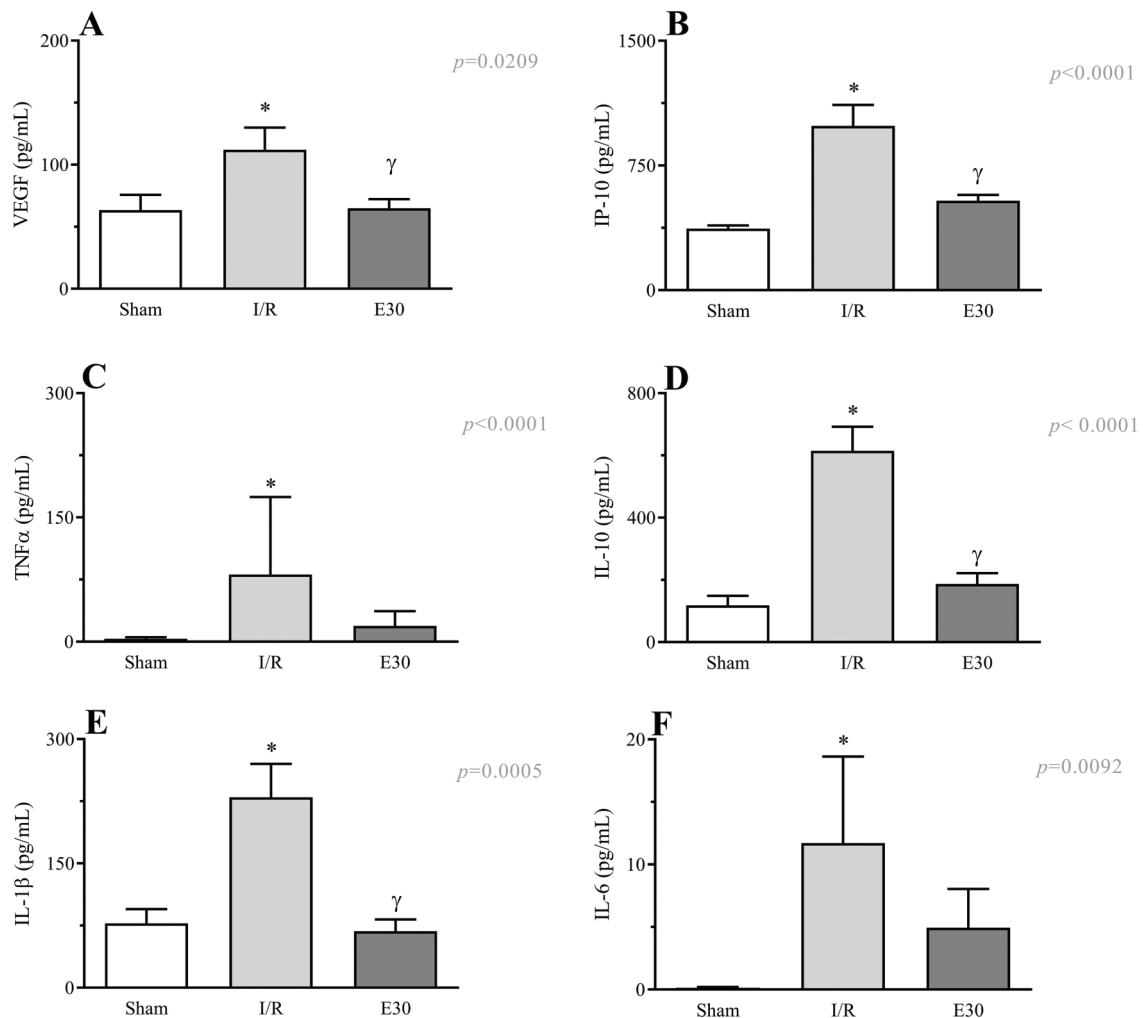 A
200
100
0
VEGF (pg/mL)
p=0.0209
*
γ
Sham I/R E30
B
1500
750
0
IP-10 (pg/mL)
p<0.0001
*
γ
Sham I/R E30
C
300
150
0
TNFα (pg/mL)
p<0.0001
*
Sham I/R E30
D
800
400
0
IL-10 (pg/mL)
p< 0.0001
*
γ
Sham I/R E30
E
300
150
0
IL-1β (pg/mL)
p=0.0005
*
γ
Sham I/R E30
F
20
10
0
IL-6 (pg/mL)
p=0.0092
*
Sham I/R E30